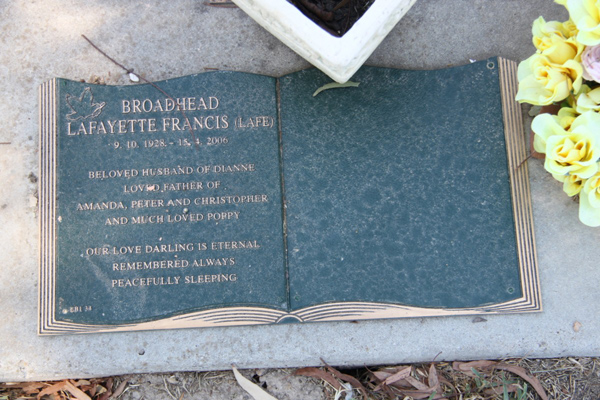 BROADHEAD
LAFAYETTE FRANCIS (LAFE)
9. 10. 1928. - 15. 4. 2006
BELOVED HUSBAND OF DIANNE
LOVED FATHER OF
AMANDA, PETER AND CHRISTOPHER
AND MUCH LOVED POPPY
OUR LOVE DARLING IS ETERNAL
REMEMBERED ALWAYS
PEACEFULLY SLEEPING